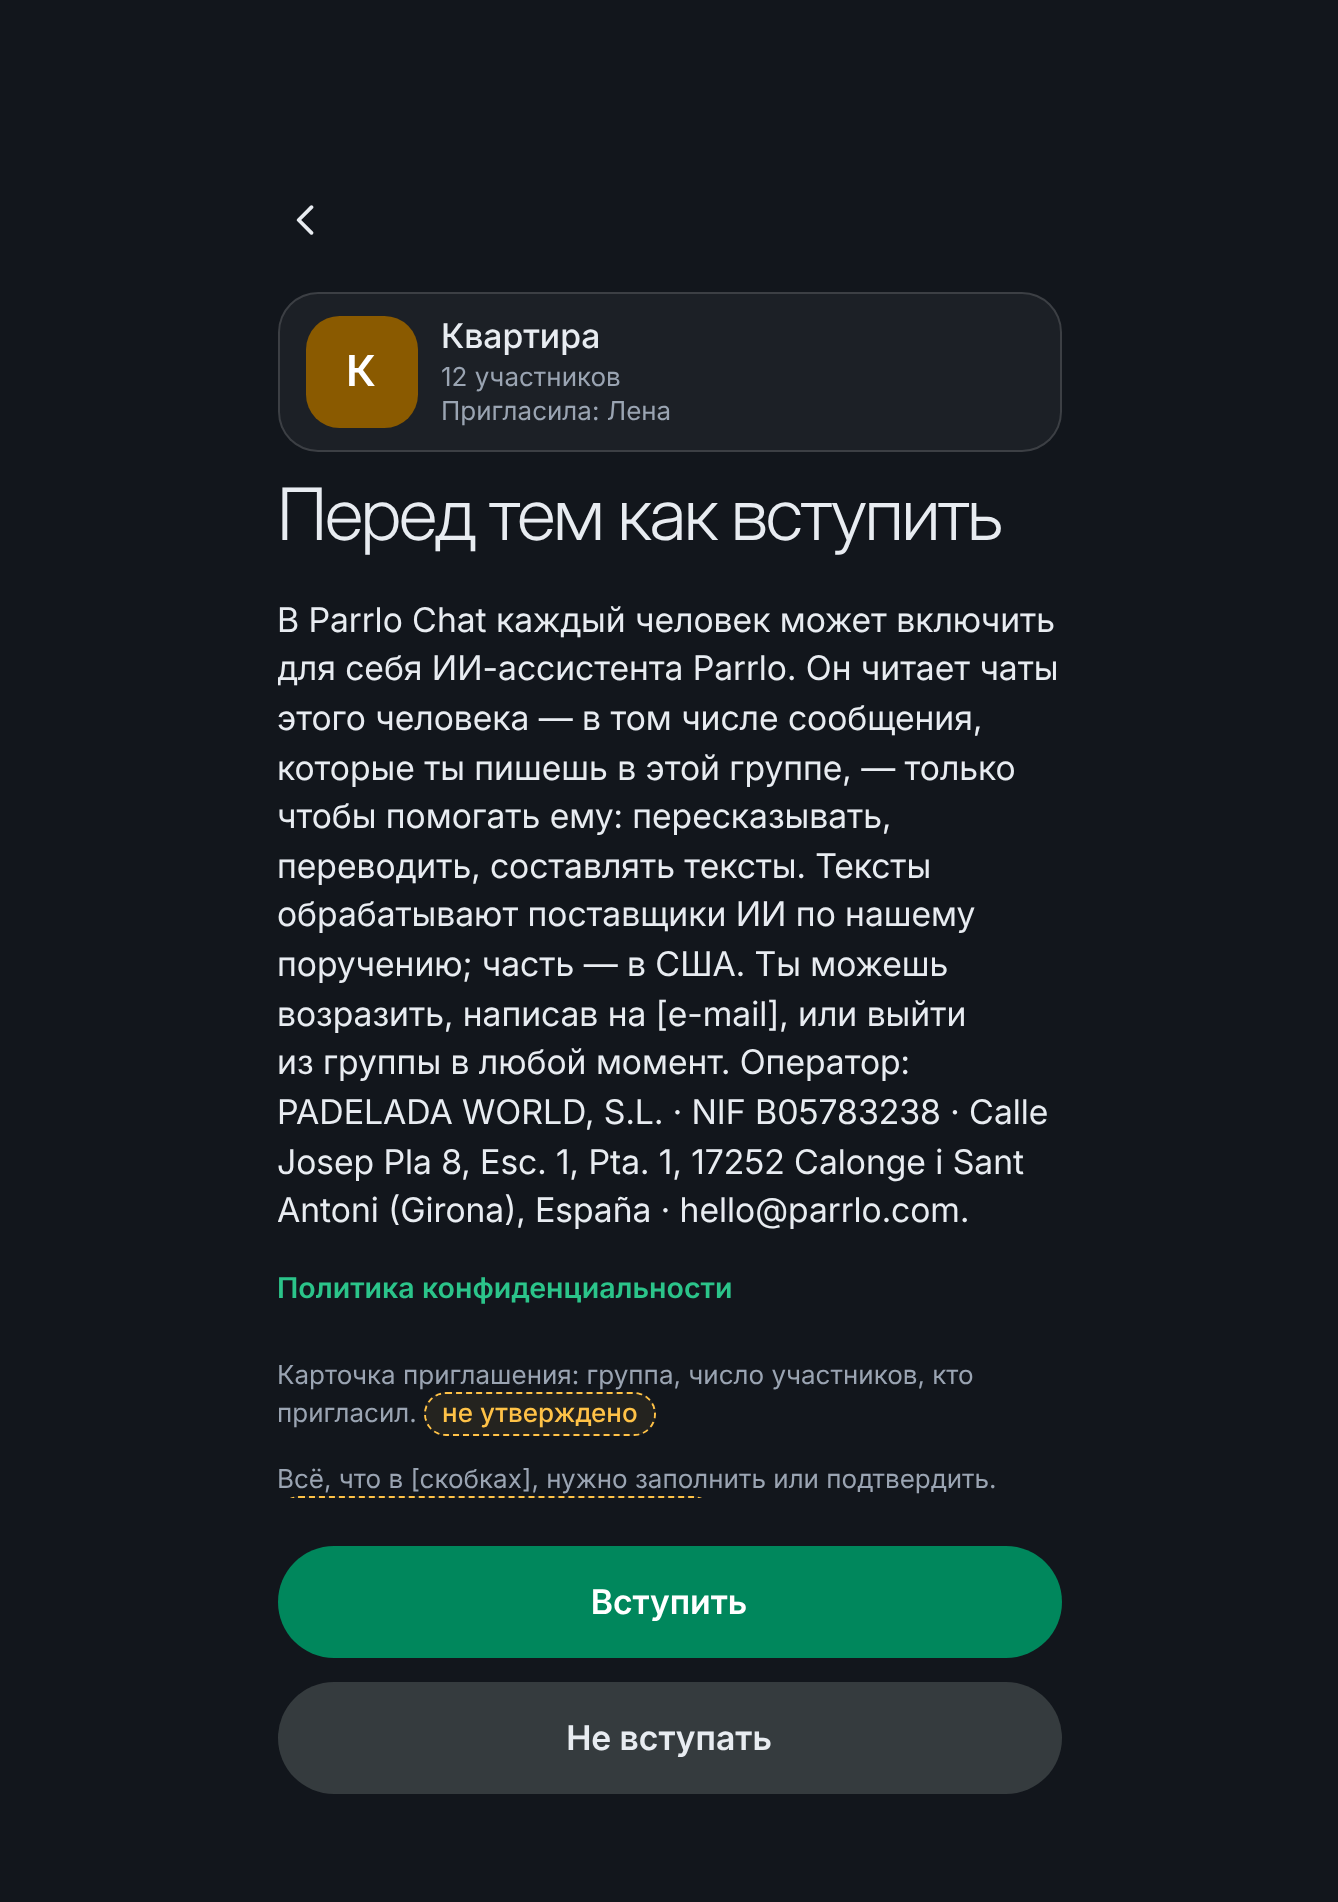 К
Квартира
12 участников
Пригласила: Лена
Перед тем как вступить
В Parrlo Chat каждый человек может включить
для себя ИИ-ассистента Parrlo. Он читает чаты
этого человека — в том числе сообщения,
которые ты пишешь в этой группе, — только
чтобы помогать ему: пересказывать,
переводить, составлять тексты. Тексты
обрабатывают поставщики ИИ по нашему
поручению; часть — в США. Ты можешь
возразить, написав на [e-mail], или выйти
из группы в любой момент. Оператор:
PADELADA WORLD, S.L. · NIF B05783238 · Calle
Josep Pla 8, Esc. 1, Pta. 1, 17252 Calonge i Sant
Antoni (Girona), España · hello@parrlo.com.
Политика конфиденциальности
Карточка приглашения: группа, число участников, кто
пригласил. не утверждено
Всё, что в [скобках], нужно заполнить или подтвердить.
Вступить
Не вступать